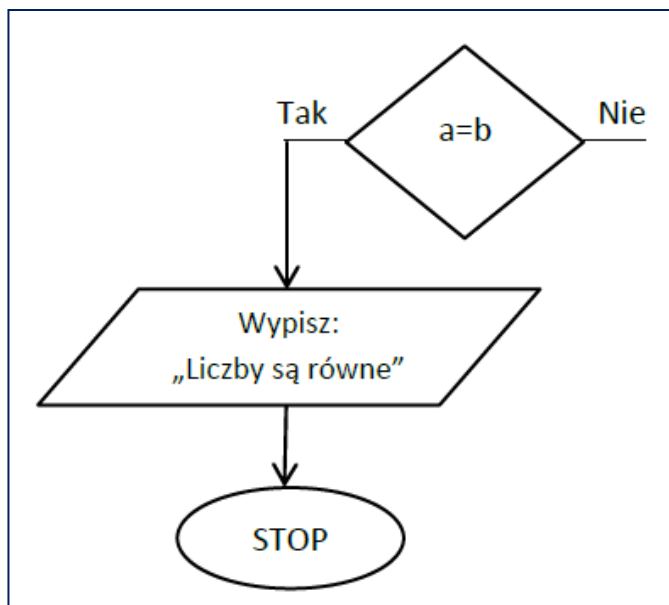 Tak
a=b
Nie
Wypisz:
„Liczby są równe”
STOP